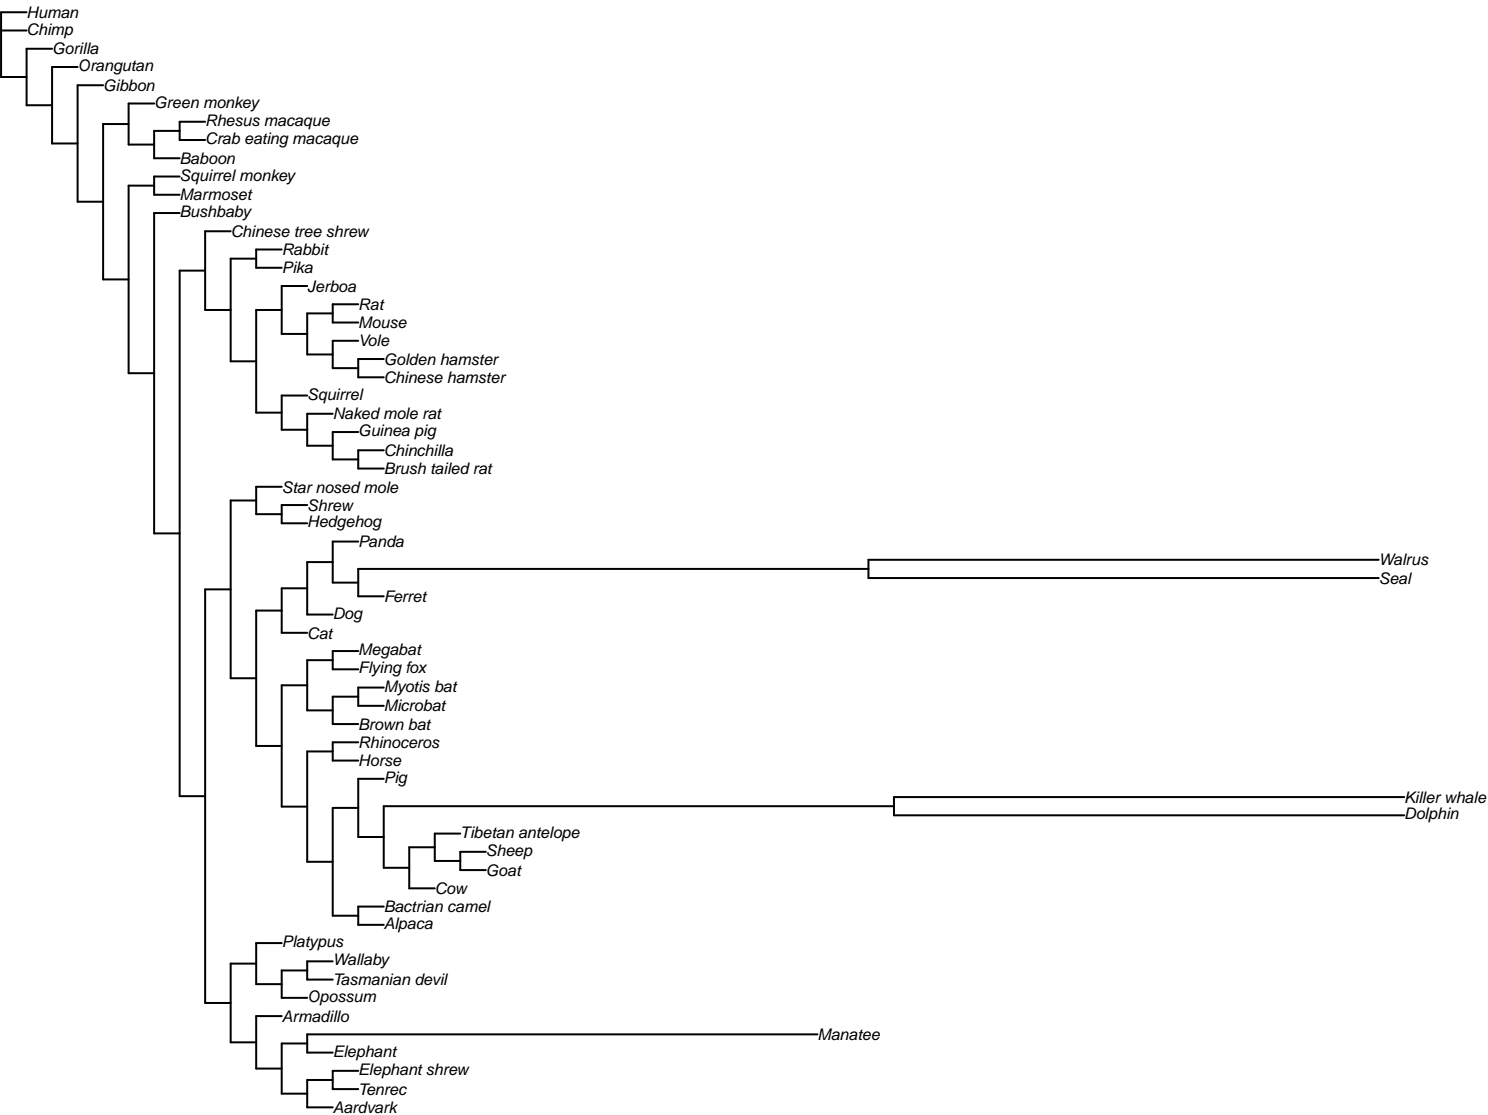 Human
Chimp
Gorilla
Orangutan
Gibbon
Green monkey
Rhesus macaque
Crab eating macaque
Baboon
Squirrel monkey
Marmoset
Bushbaby
Chinese tree shrew
Rabbit
Pika
Jerboa
Rat
Mouse
Vole
Golden hamster
Chinese hamster
Squirrel
Naked mole rat
Guinea pig
Chinchilla
Brush tailed rat
Star nosed mole
Shrew
Hedgehog
Panda
Walrus
Seal
Ferret
Dog
Cat
Megabat
Flying fox
Myotis bat
Microbat
Brown bat
Rhinoceros
Horse
Pig
Killer whale
Dolphin
Tibetan antelope
Sheep
Goat
Cow
Bactrian camel
Alpaca
Platypus
Wallaby
Tasmanian devil
Opossum
Armadillo
Manatee
Elephant
Elephant shrew
Tenrec
Aardvark